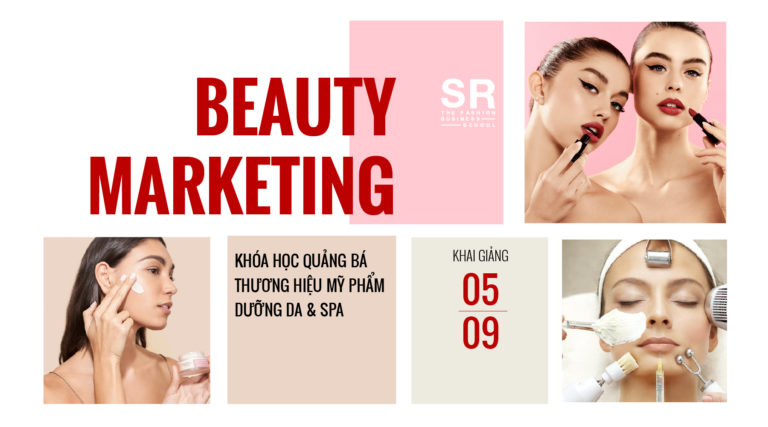 BEAUTY
MARKETING
SR
THE FASHION
BUSINESS
SCHOOL
KHÓA HỌC QUẢNG BÁ
THƯƠNG HIỆU MỸ PHẨM
DƯỠNG DA & SPA
KHAI GIẢNG
05
09